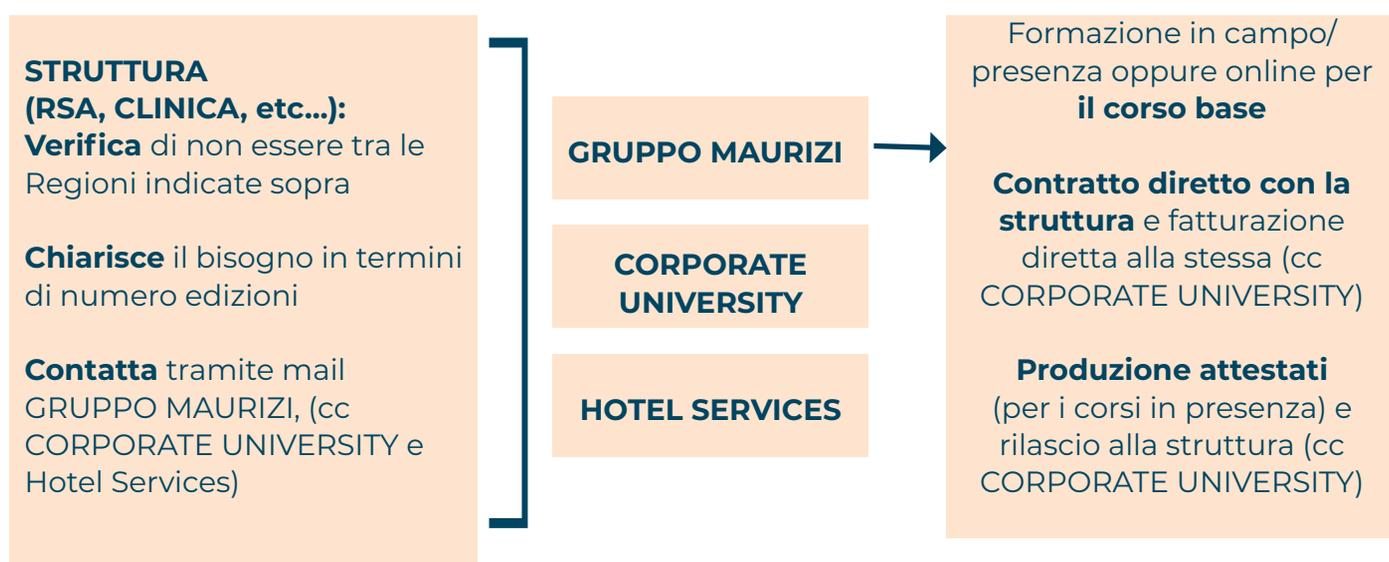 STRUTTURA
(RSA, CLINICA, etc...):
Verifica di non essere tra le
Regioni indicate sopra
Chiarisce il bisogno in termini
di numero edizioni
Contatta tramite mail
GRUPPO MAURIZI, (cc
CORPORATE UNIVERSITY e
Hotel Services)
GRUPPO MAURIZI
CORPORATE
UNIVERSITY
HOTEL SERVICES
Formazione in campo/
presenza oppure online per
il corso base
Contratto diretto con la
struttura e fatturazione
diretta alla stessa (cc
CORPORATE UNIVERSITY)
Produzione attestati
(per i corsi in presenza) e
rilascio alla struttura (cc
CORPORATE UNIVERSITY)